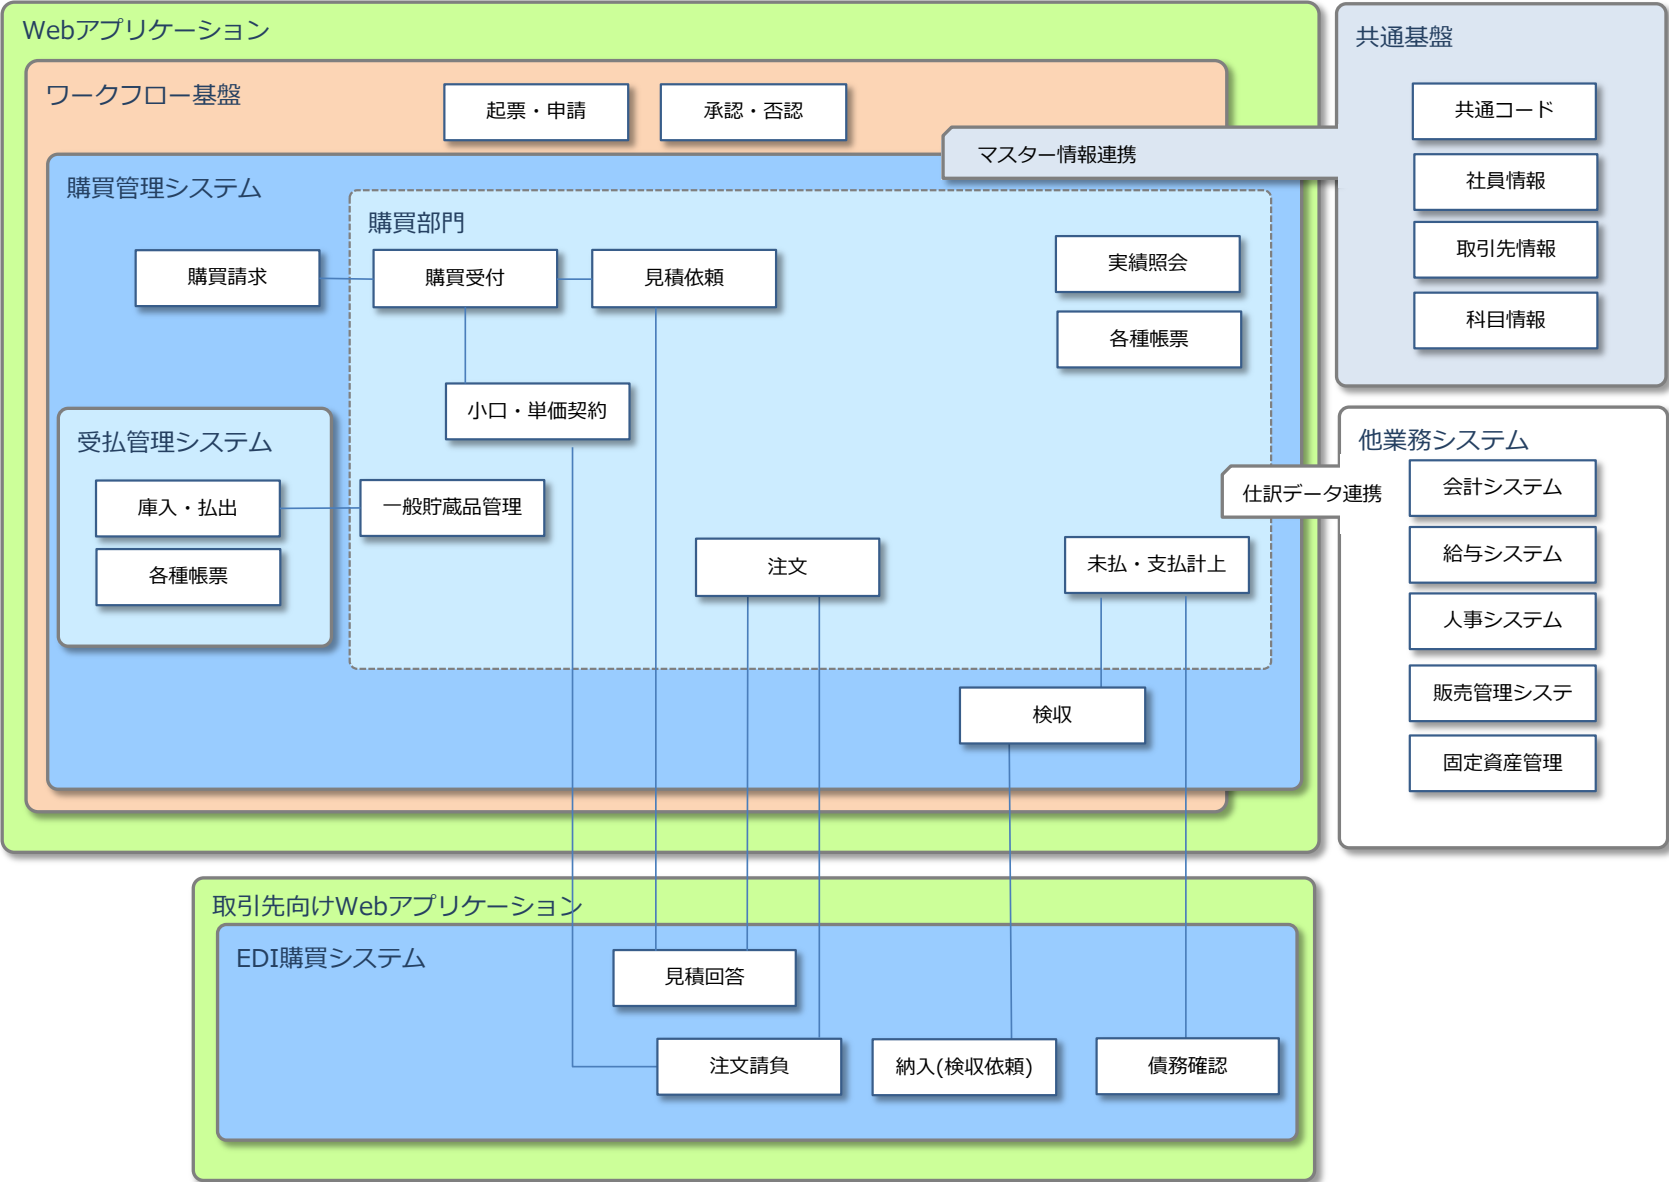 Webアプリケーション
ワークフロー基盤
起票・申請
承認・否認
マスター情報連携
購買管理システム
購買部門
購買請求
購買受付
見積依頼
実績照会
各種帳票
小口・単価契約
受払管理システム
庫入・払出
各種帳票
一般貯蔵品管理
注文
未払・支払計上
検収
共通基盤
共通コード
社員情報
取引先情報
科目情報
他業務システム
仕訳データ連携
会計システム
給与システム
人事システム
販売管理システ
固定資産管理
取引先向けWebアプリケーション
EDI購買システム
見積回答
注文請負
納入(検収依頼)
債務確認